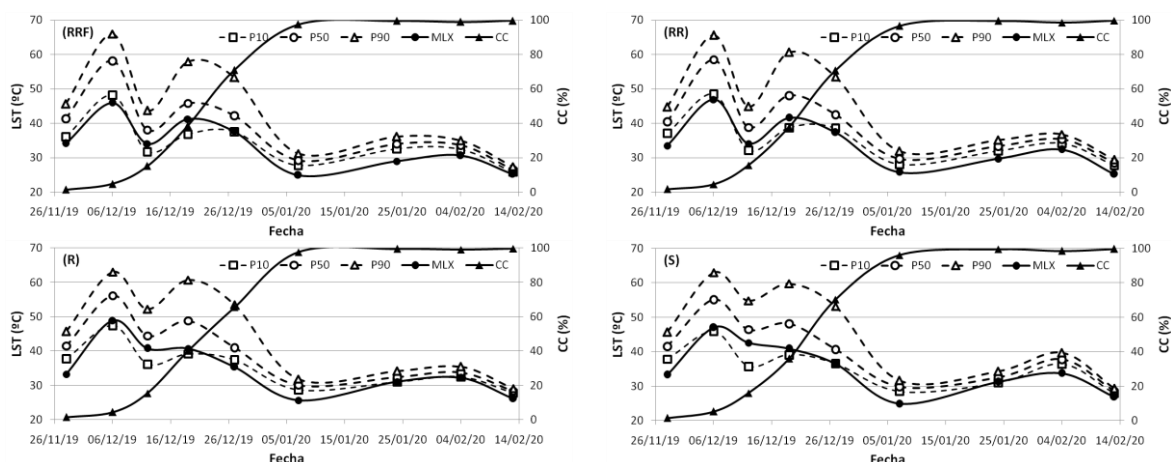 (RRF) P10 P50 P90 MLX CC
70 60 50 40 30 20
LST (ºC)
100 80 60 40 20 0
CC (%)
26/11/19 06/12/19 16/12/19 26/12/19 05/01/20 15/01/20 25/01/20 04/02/20 14/02/20
Fecha
(RR) P10 P50 P90 MLX CC
70 60 50 40 30 20
LST (ºC)
100 80 60 40 20 0
CC (%)
26/11/19 06/12/19 16/12/19 26/12/19 05/01/20 15/01/20 25/01/20 04/02/20 14/02/20
Fecha
(R) P10 P50 P90 MLX CC
70 60 50 40 30 20
LST (ºC)
100 80 60 40 20 0
CC (%)
26/11/19 06/12/19 16/12/19 26/12/19 05/01/20 15/01/20 25/01/20 04/02/20 14/02/20
Fecha
(S) P10 P50 P90 MLX CC
70 60 50 40 30 20
LST (ºC)
100 80 60 40 20 0
CC (%)
26/11/19 06/12/19 16/12/19 26/12/19 05/01/20 15/01/20 25/01/20 04/02/20 14/02/20
Fecha